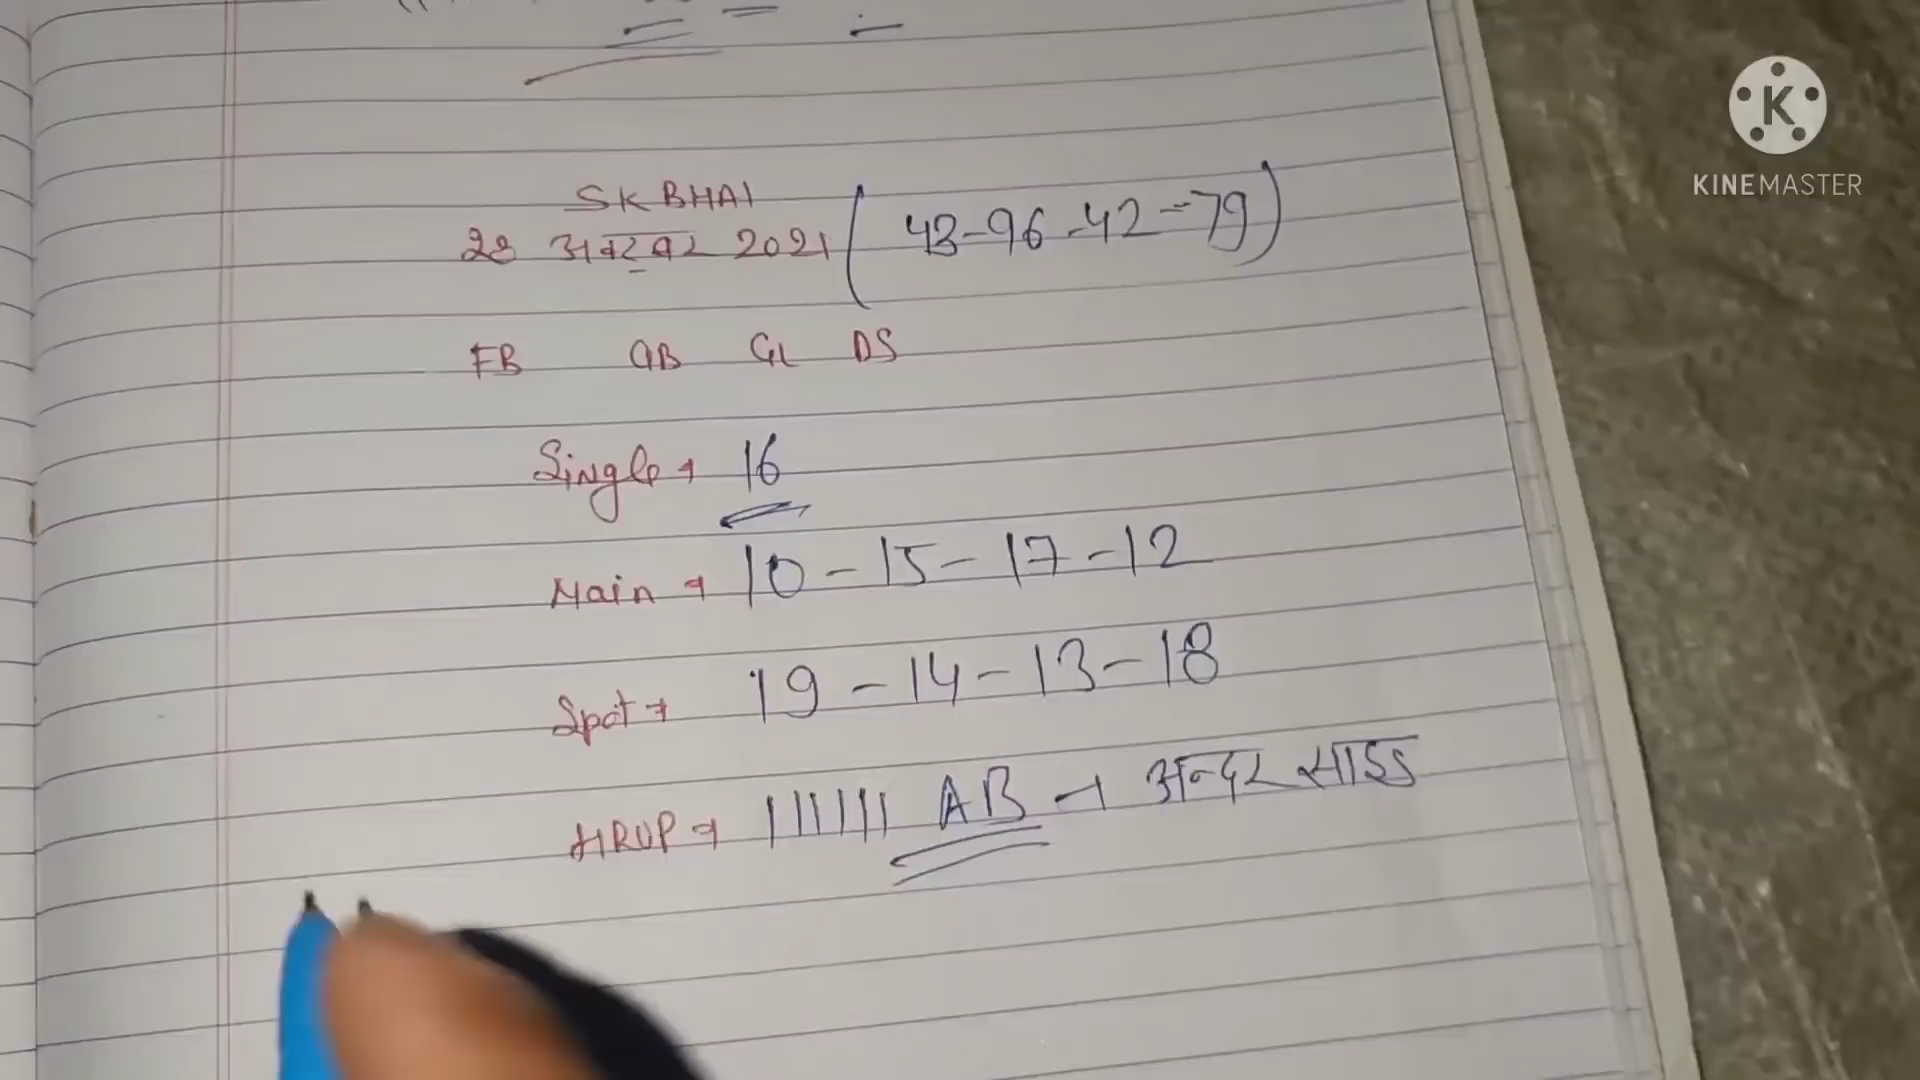 SK BHAI
28 अक्टूबर 2021 (43-96-42-79)
FB GB GL DS
Single → 16
Main → 10-15-17-12
Spot → 19-14-13-18
HRUP → 111111 AB → अन्दर साइड
K
KINEMASTER